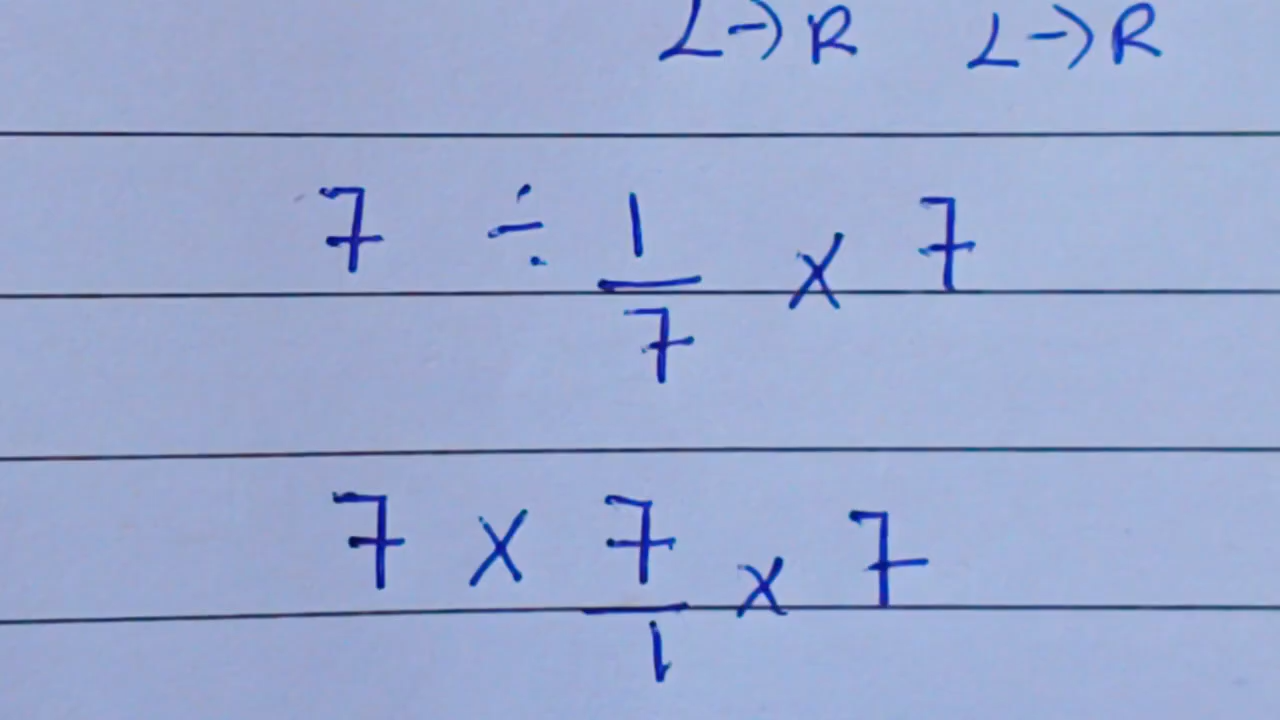 L→R L→R
7 ÷ 1/7 × 7
7 × 7/1 × 7